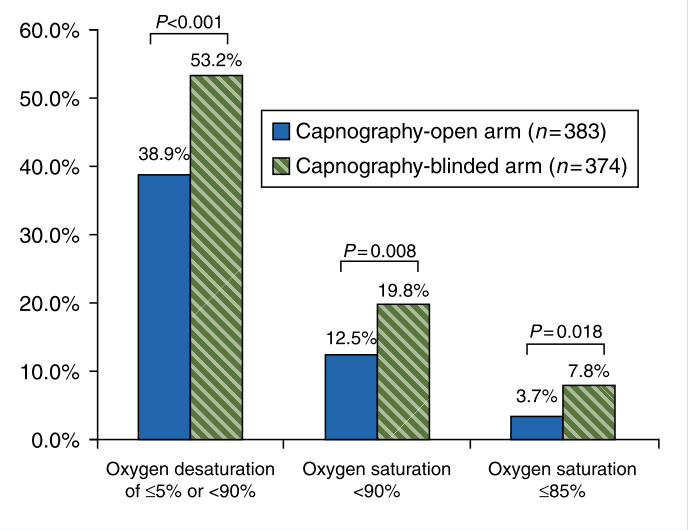 60.0%
50.0%
40.0%
30.0%
20.0%
10.0%
0.0%
P<0.001
53.2%
38.9%
Capnography-open arm (n=383)
Capnography-blinded arm (n=374)
P=0.008
19.8%
12.5%
P=0.018
7.8%
3.7%
Oxygen desaturation
of ≤5% or <90%
Oxygen saturation
<90%
Oxygen saturation
≤85%